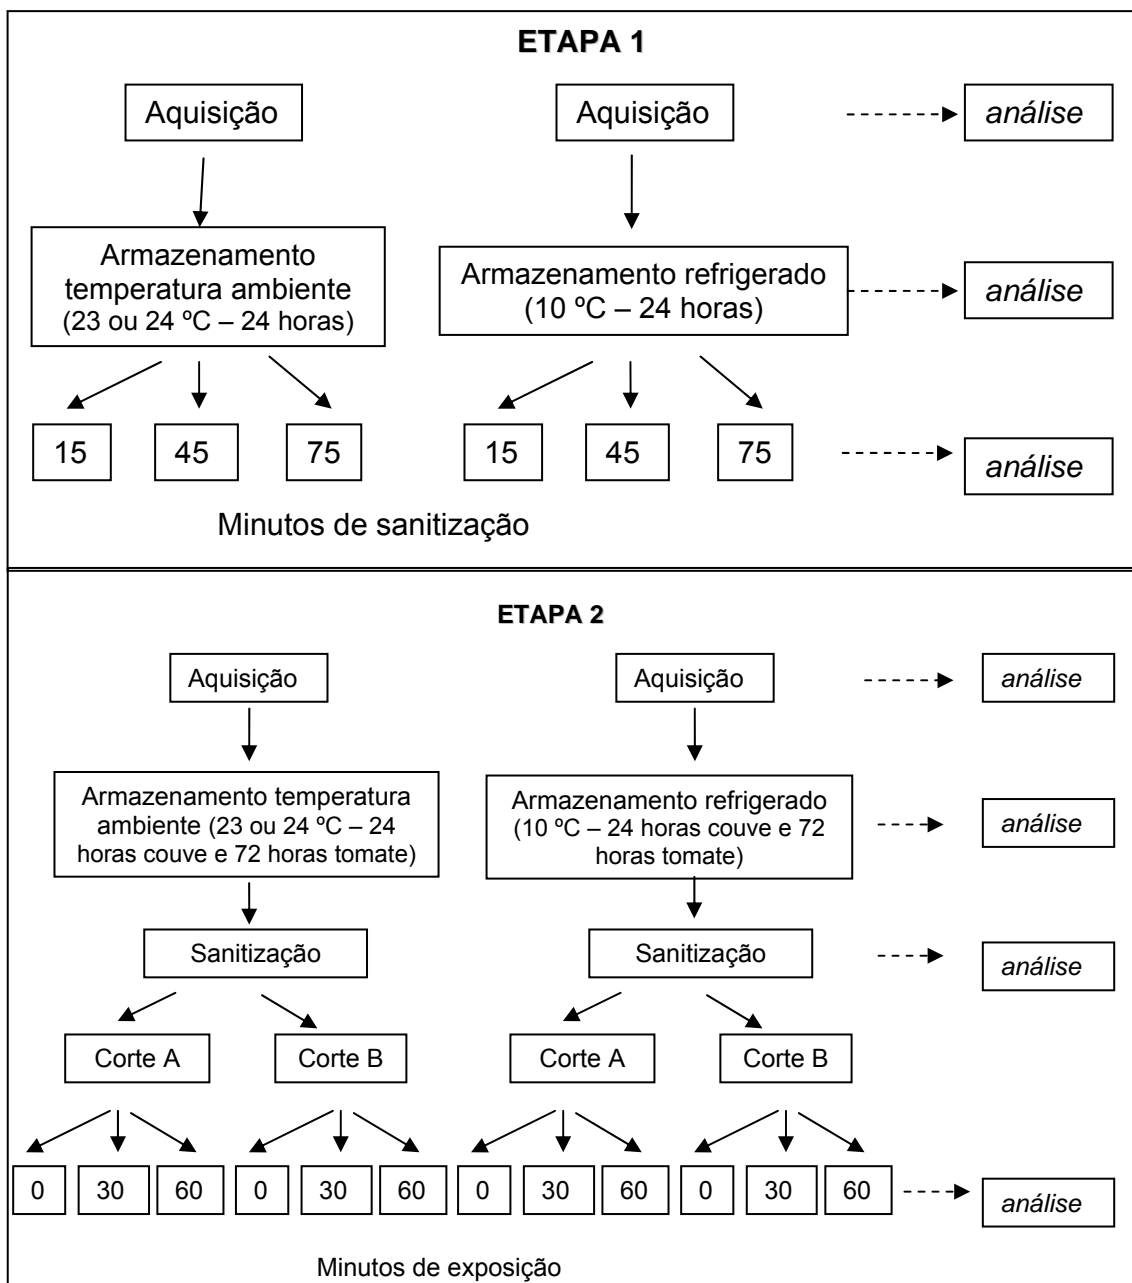 ETAPA 1
Aquisição
Aquisição
análise
Armazenamento
temperatura ambiente
(23 ou 24 ºC – 24 horas)
Armazenamento refrigerado
(10 ºC – 24 horas)
análise
15
45
75
15
45
75
análise
Minutos de sanitização
ETAPA 2
Aquisição
Aquisição
análise
Armazenamento temperatura
ambiente (23 ou 24 ºC – 24
horas couve e 72 horas tomate)
Armazenamento refrigerado
(10 ºC – 24 horas couve e 72
horas tomate)
análise
Sanitização
Sanitização
análise
Corte A
Corte B
Corte A
Corte B
0
30
60
0
30
60
0
30
60
0
30
60
análise
Minutos de exposição